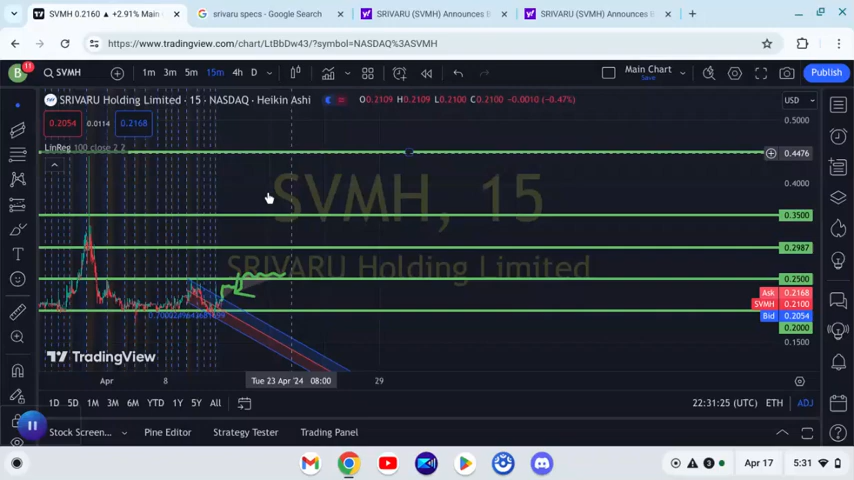 SVMH 0.2160 ▲ +2.91% Main
srivaru specs - Google Search
SRIVARU (SVMH) Announces B
SRIVARU (SVMH) Announces B
https://www.tradingview.com/chart/LtBbDw43/?symbol=NASDAQ%3ASVMH
B 11
SVMH
1m 3m 5m 15m 4h D
Main Chart
Save
Publish
SRIVARU Holding Limited · 15 · NASDAQ · Heikin Ashi
O0.2109 H0.2109 L0.2100 C0.2100 -0.0010 (-0.47%)
USD
0.2054 0.0114 0.2168
LinReg 100 close 2 2
SVMH, 15
SRIVARU Holding Limited
0.5000
0.4476
0.4000
0.3500
0.2987
0.2500
Ask 0.2168
SVMH 0.2100
Bid 0.2054
0.2000
0.1500
TradingView
Apr 8 Tue 23 Apr '24 08:00 29
1D 5D 1M 3M 6M YTD 1Y 5Y All
22:31:25 (UTC) ETH ADJ
Stock Screen... Pine Editor Strategy Tester Trading Panel
3 Apr 17 5:31